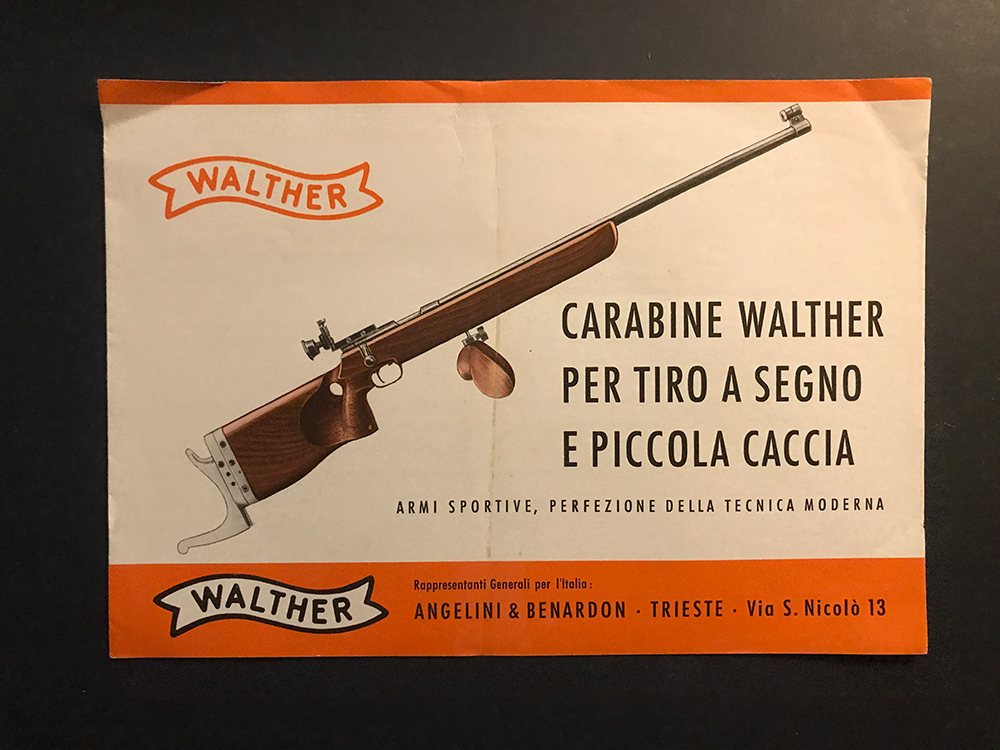 WALTHER
CARABINE WALTHER
PER TIRO A SEGNO
E PICCOLA CACCIA
ARMI SPORTIVE, PERFEZIONE DELLA TECNICA MODERNA
WALTHER
Rappresentanti Generali per l'Italia:
ANGELINI & BENARDON · TRIESTE · Via S. Nicolò 13